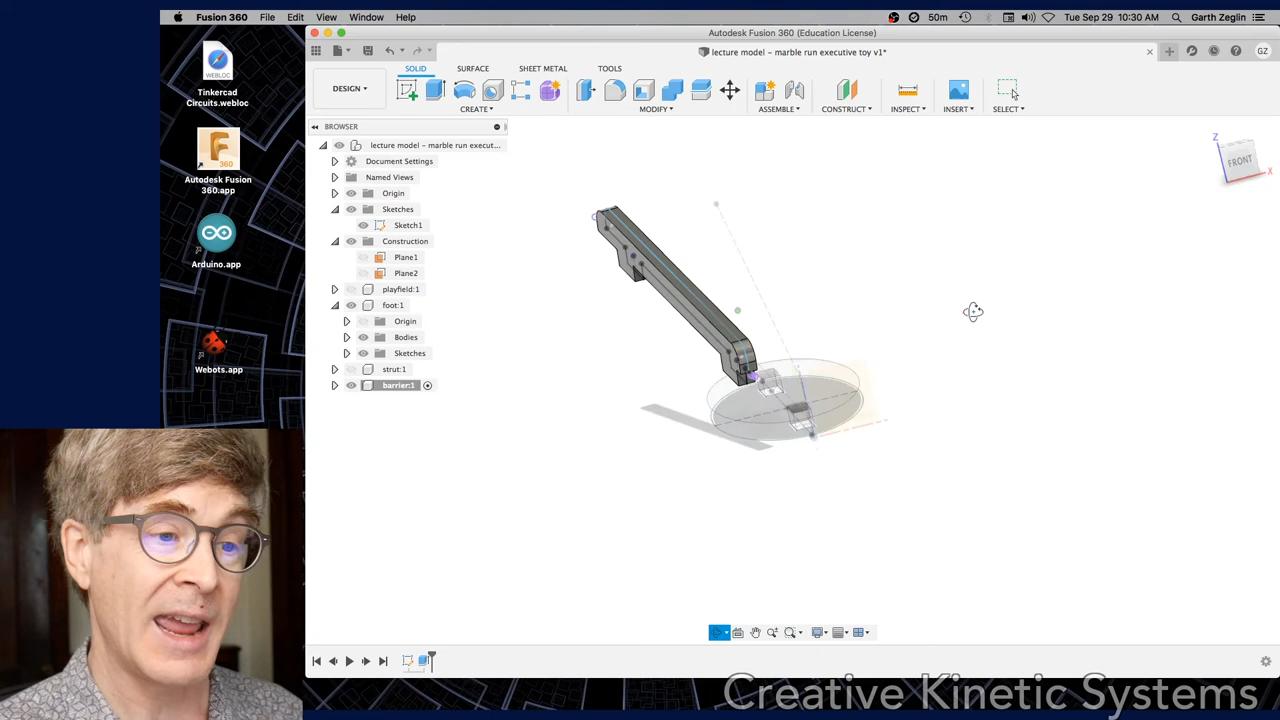 Fusion 360 File Edit View Window Help
50m Tue Sep 29 10:30 AM Garth Zeglin
Autodesk Fusion 360 (Education License)
lecture model – marble run executive toy v1*
GZ
WEBLOC
Tinkercad
Circuits.webloc
360
Autodesk Fusion
360.app
Arduino.app
Webots.app
SOLID SURFACE SHEET METAL TOOLS
DESIGN
CREATE MODIFY ASSEMBLE CONSTRUCT INSPECT INSERT SELECT
BROWSER
lecture model – marble run execut...
Document Settings
Named Views
Origin
Sketches
Sketch1
Construction
Plane1
Plane2
playfield:1
foot:1
Origin
Bodies
Sketches
strut:1
barrier:1
Z
FRONT
X
Creative Kinetic Systems